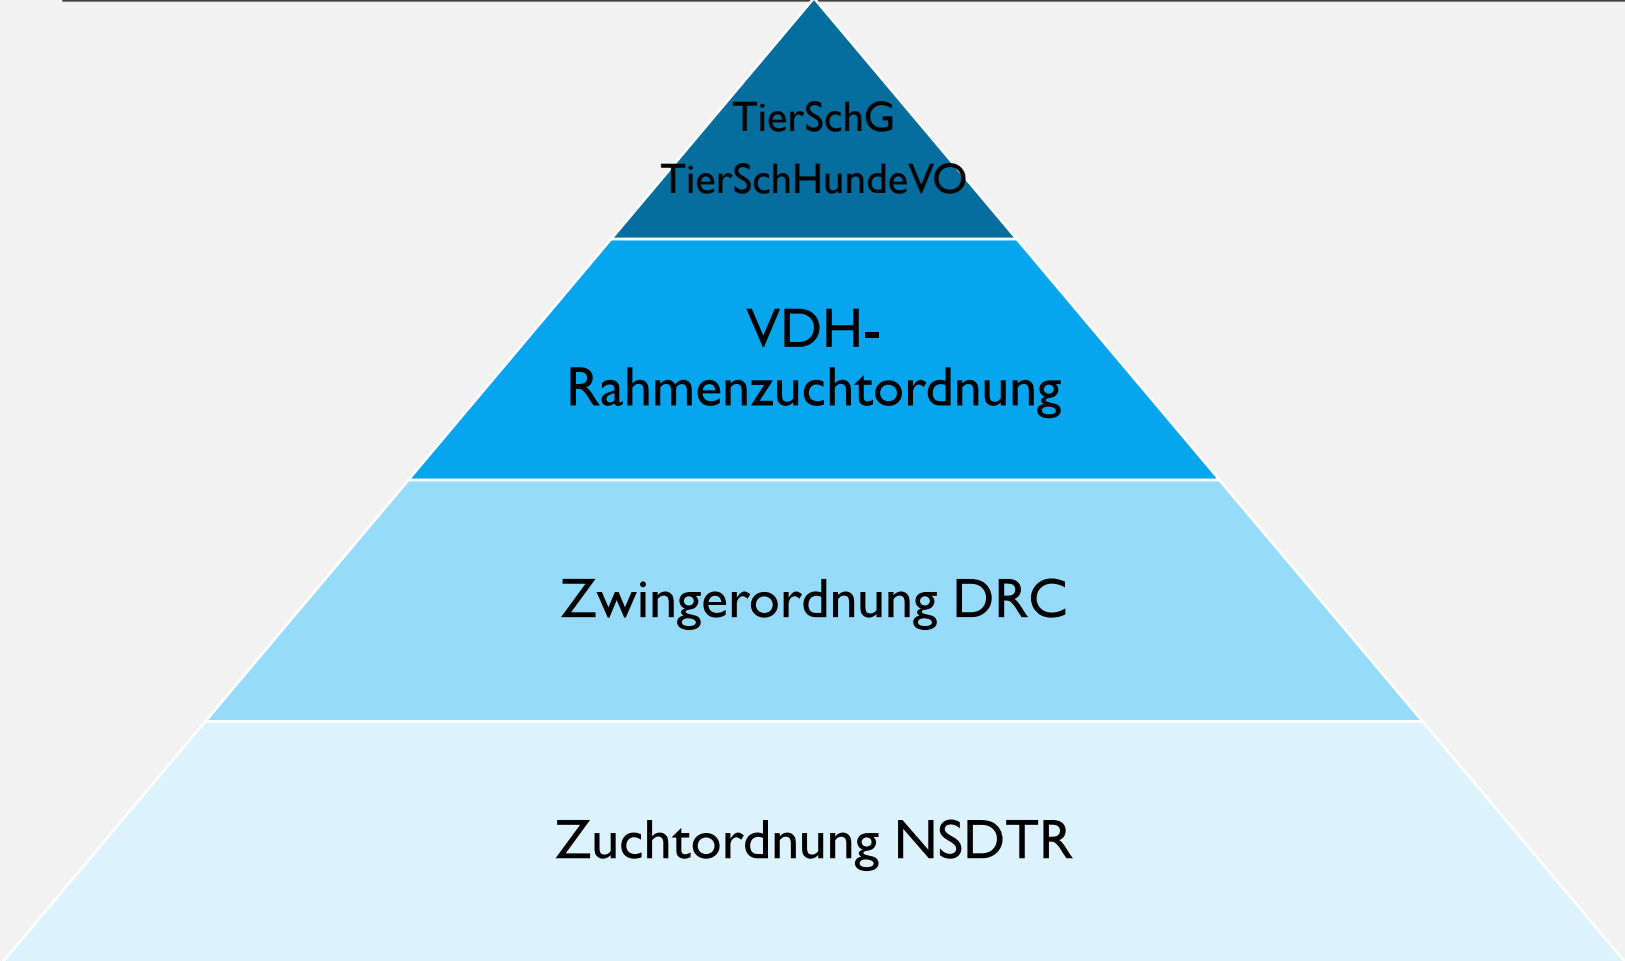 TierSchG
TierSchHundeVO
VDH-
Rahmenzuchtordnung
Zwingerordnung DRC
Zuchtordnung NSDTR